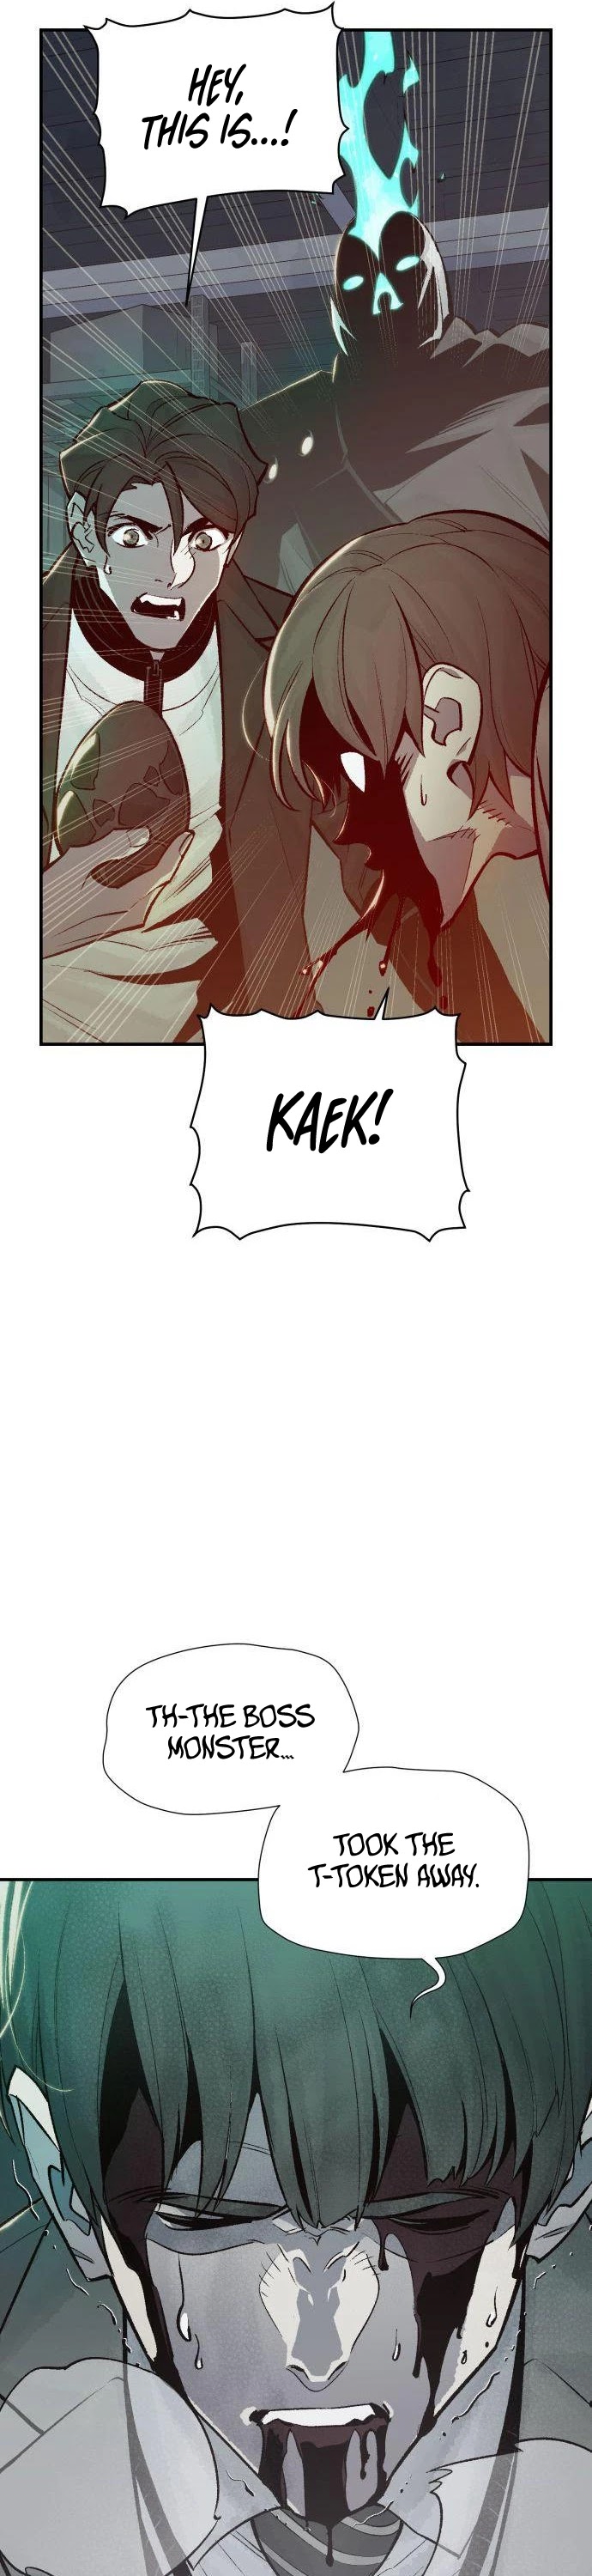 HEY,
THIS IS...!
KAEK!
TH-THE BOSS
MONSTER...
TOOK THE
T-TOKEN AWAY.